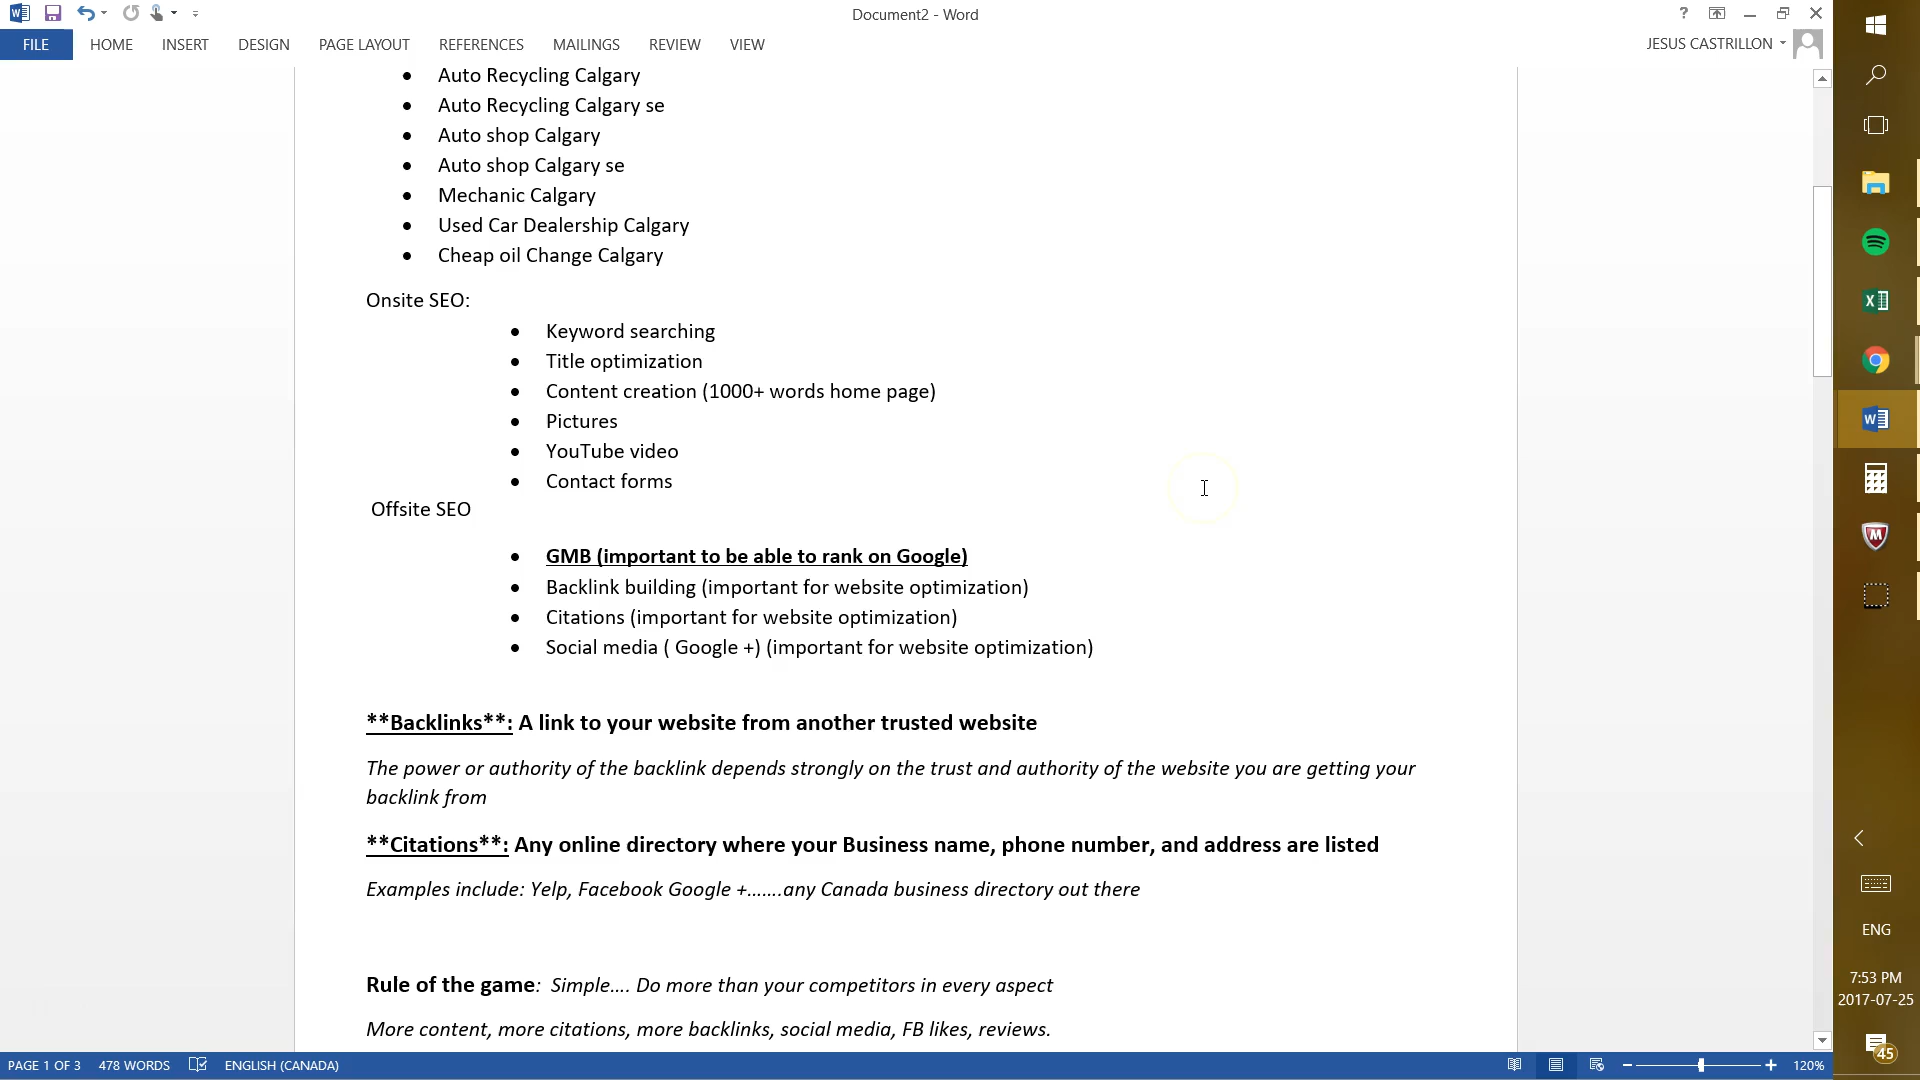 Document2 - Word
?
FILE HOME INSERT DESIGN PAGE LAYOUT REFERENCES MAILINGS REVIEW VIEW
JESUS CASTRILLON
• Auto Recycling Calgary
• Auto Recycling Calgary se
• Auto shop Calgary
• Auto shop Calgary se
• Mechanic Calgary
• Used Car Dealership Calgary
• Cheap oil Change Calgary
Onsite SEO:
• Keyword searching
• Title optimization
• Content creation (1000+ words home page)
• Pictures
• YouTube video
• Contact forms
Offsite SEO
• GMB (important to be able to rank on Google)
• Backlink building (important for website optimization)
• Citations (important for website optimization)
• Social media ( Google +) (important for website optimization)
**Backlinks**: A link to your website from another trusted website
The power or authority of the backlink depends strongly on the trust and authority of the website you are getting your
backlink from
**Citations**: Any online directory where your Business name, phone number, and address are listed
Examples include: Yelp, Facebook Google +…….any Canada business directory out there
Rule of the game: Simple…. Do more than your competitors in every aspect
More content, more citations, more backlinks, social media, FB likes, reviews.
PAGE 1 OF 3 478 WORDS ENGLISH (CANADA)
120%
ENG
7:53 PM
2017-07-25
45